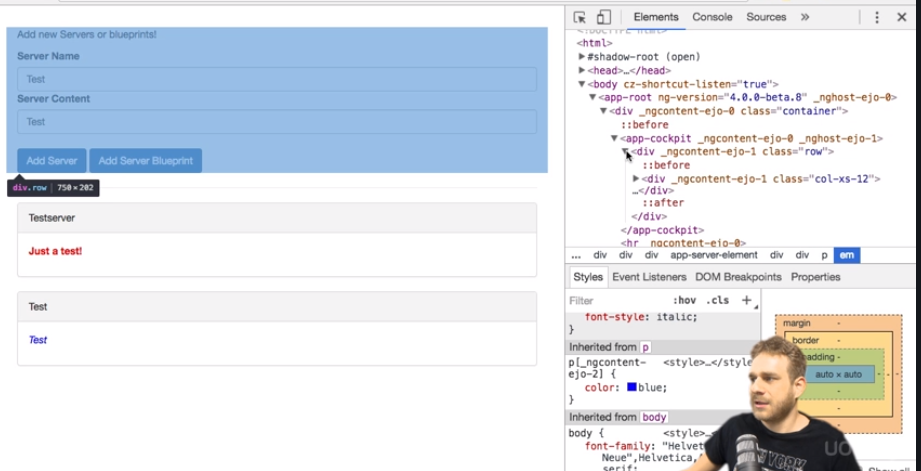 Add new Servers or blueprints!
Server Name
Test
Server Content
Test
Add Server Add Server Blueprint
div.row | 750×202
Testserver
Just a test!
Test
Test
Elements Console Sources »
<html>
▶#shadow-root (open)
▶<head>…</head>
▼<body cz-shortcut-listen="true">
▼<app-root ng-version="4.0.0-beta.8" _nghost-ejo-0>
▼<div _ngcontent-ejo-0 class="container">
::before
▼<app-cockpit _ngcontent-ejo-0 _nghost-ejo-1>
▼<div _ngcontent-ejo-1 class="row">
::before
▶<div _ngcontent-ejo-1 class="col-xs-12">
…</div>
::after
</div>
</app-cockpit>
<hr _ngcontent-ejo-0>
... div div div app-server-element div div p em
Styles Event Listeners DOM Breakpoints Properties
Filter :hov .cls +
font-style: italic;
}
Inherited from p
p[_ngcontent- <style>…</sty
ejo-2] {
color: blue;
}
Inherited from body
body { <style>…
font-family: "Helvet
Neue",Helvetica,
serif;
margin -
border -
padding -
auto × auto
- - -
-
-
YORK